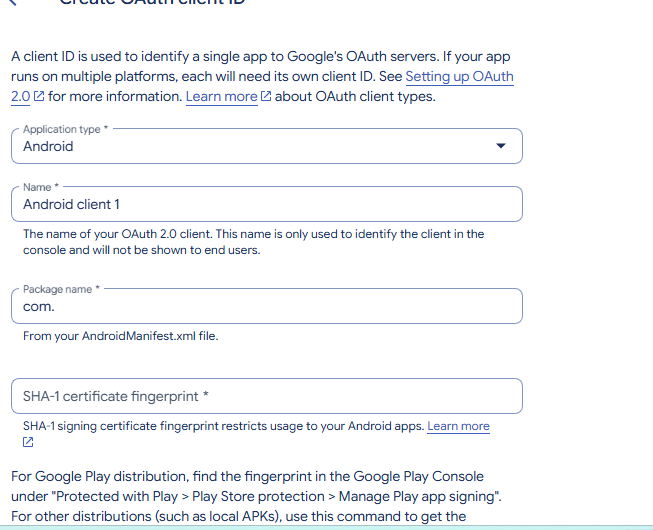 Create OAuth client ID
A client ID is used to identify a single app to Google's OAuth servers. If your app
runs on multiple platforms, each will need its own client ID. See Setting up OAuth
2.0 for more information. Learn more about OAuth client types.
Application type *
Android
Name *
Android client 1
The name of your OAuth 2.0 client. This name is only used to identify the client in the
console and will not be shown to end users.
Package name *
com.
From your AndroidManifest.xml file.
SHA-1 certificate fingerprint *
SHA-1 signing certificate fingerprint restricts usage to your Android apps. Learn more
For Google Play distribution, find the fingerprint in the Google Play Console
under "Protected with Play > Play Store protection > Manage Play app signing".
For other distributions (such as local APKs), use this command to get the